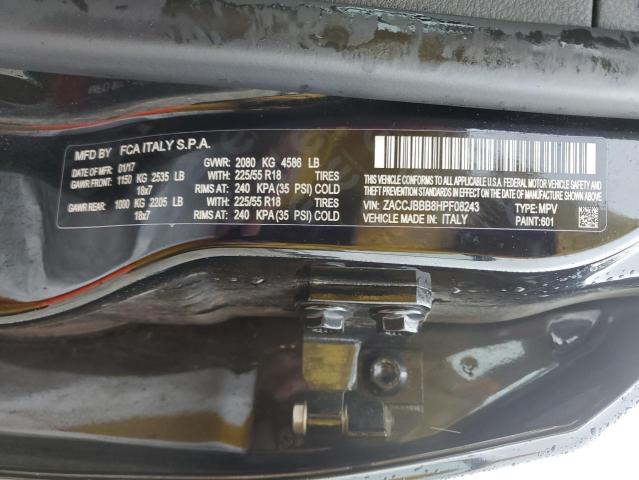 MFD BY FCA ITALY S.P.A.
DATE OF MFR 01/17 GVWR: 2080 KG 4586 LB
GAWR FRONT: 1150 KG 2535 LB WITH: 225/55 R18 TIRES
18x7 RIMS AT: 240 KPA(35 PSI) COLD
GAWR REAR: 1000 KG 2205 LB WITH: 225/55 R18 TIRES
18x7 RIMS AT: 240 KPA(35 PSI) COLD
THIS VEHICLE CONFORMS TO ALL APPLICABLE U.S.A. FEDERAL MOTOR VEHICLE
SAFETY, BUMPER, AND THEFT PREVENTION STANDARDS IN EFFECT ON THE DATE OF MANUFACTURE SHOWN ABOVE.
VIN: ZACCJBBB8HPF08243 TYPE: MPV
VEHICLE MADE IN: ITALY PAINT:601